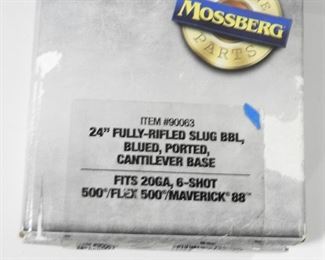 MOSSBERG
PARTS
ITEM #90063
24" FULLY-RIFLED SLUG BBL,
BLUED, PORTED,
CANTILEVER BASE
FITS 20GA, 6-SHOT
500®/FLEX 500®/MAVERICK® 88™